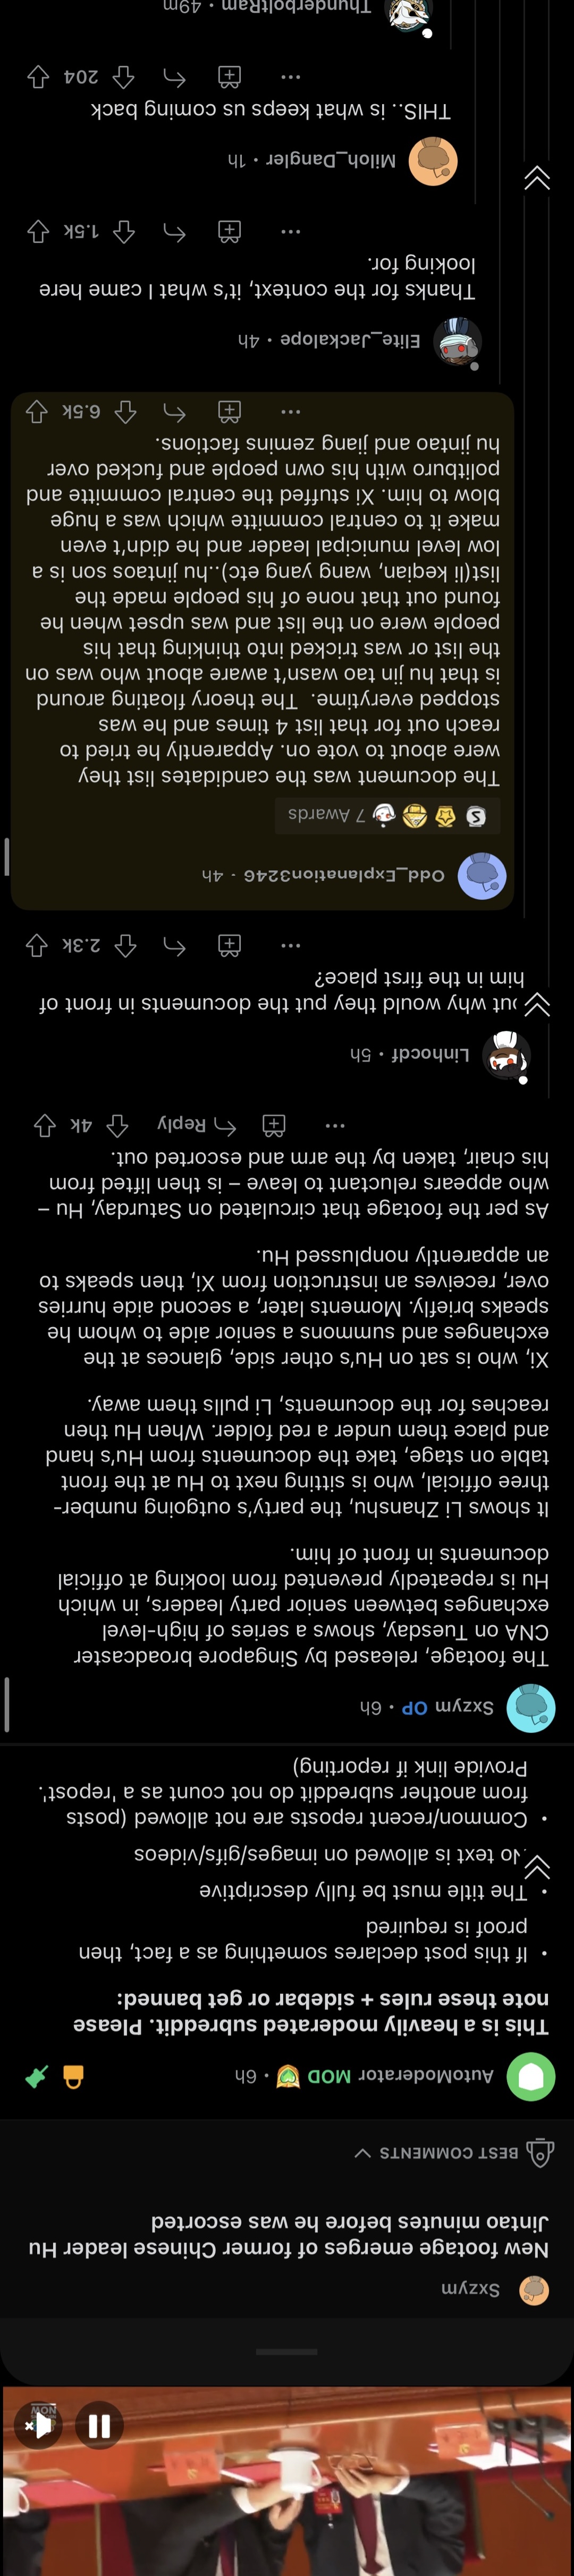 NOW
Sxzym
New footage emerges of former Chinese leader Hu
Jintao minutes before he was escorted
BEST COMMENTS
AutoModerator MOD • 6h
This is a heavily moderated subreddit. Please
note these rules + sidebar or get banned:
• If this post declares something as a fact, then
proof is required
• The title must be fully descriptive
No text is allowed on images/gifs/videos
• Common/recent reposts are not allowed (posts
from another subreddit do not count as a 'repost'.
Provide link if reporting)
Sxzym OP • 6h
The footage, released by Singapore broadcaster
CNA on Tuesday, shows a series of high-level
exchanges between senior party leaders, in which
Hu is repeatedly prevented from looking at official
documents in front of him.
It shows Li Zhanshu, the party's outgoing number-
three official, who is sitting next to Hu at the front
table on stage, take the documents from Hu's hand
and place them under a red folder. When Hu then
reaches for the documents, Li pulls them away.
Xi, who is sat on Hu's other side, glances at the
exchanges and summons a senior aide to whom he
speaks briefly. Moments later, a second aide hurries
over, receives an instruction from Xi, then speaks to
an apparently nonplussed Hu.
As per the footage that circulated on Saturday, Hu –
who appears reluctant to leave – is then lifted from
his chair, taken by the arm and escorted out.
... Reply 4k
Linhocdf • 5h
but why would they put the documents in front of
him in the first place?
... 2.3k
Odd_Explanation3246 • 4h
S 7 Awards
The document was the candidates list they
were about to vote on. Apparently he tried to
reach out for that list 4 times and he was
stopped everytime. The theory floating around
is that hu jin tao wasn't aware about who was on
the list or was tricked into thinking that his
people were on the list and was upset when he
found out that none of his people made the
list(li keqian, wang yang etc)..hu jintaos son is a
low level municipal leader and he didn't even
make it to central committe which was a huge
blow to him. Xi stuffed the central committe and
politburo with his own people and fucked over
hu jintao and jiang zemins factions.
... 6.5k
Elite_Jackalope • 4h
Thanks for the context, it's what I came here
looking for.
... 1.5k
Miloh_Dangler • 1h
THIS.. is what keeps us coming back
... 204
ThunderboltRam • 49m